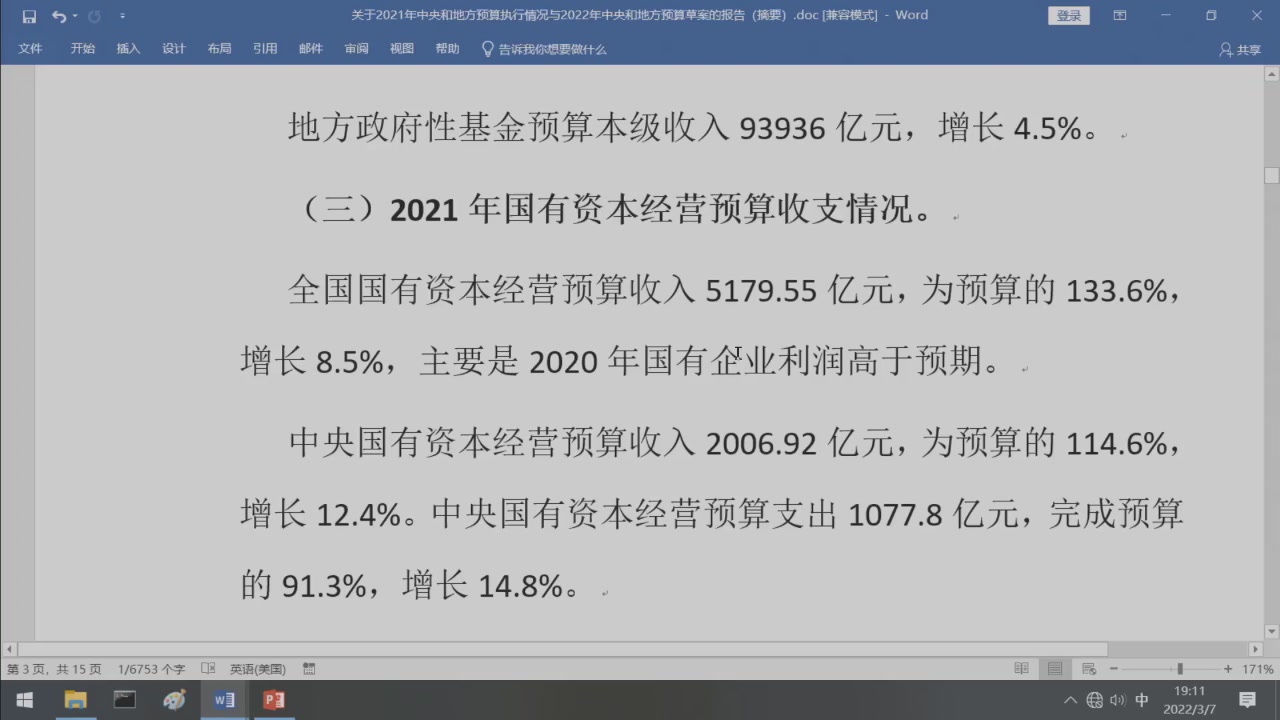 关于2021年中央和地方预算执行情况与2022年中央和地方预算草案的报告（摘要）.doc [兼容模式] - Word
登录
文件 开始 插入 设计 布局 引用 邮件 审阅 视图 帮助 告诉我你想要做什么 共享
地方政府性基金预算本级收入 93936 亿元，增长 4.5%。
（三）2021 年国有资本经营预算收支情况。
全国国有资本经营预算收入 5179.55 亿元，为预算的 133.6%，
增长 8.5%，主要是 2020 年国有企业利润高于预期。
中央国有资本经营预算收入 2006.92 亿元，为预算的 114.6%，
增长 12.4%。中央国有资本经营预算支出 1077.8 亿元，完成预算
的 91.3%，增长 14.8%。
第 3 页，共 15 页 1/6753 个字 英语(美国) 171%
中 19:11
2022/3/7